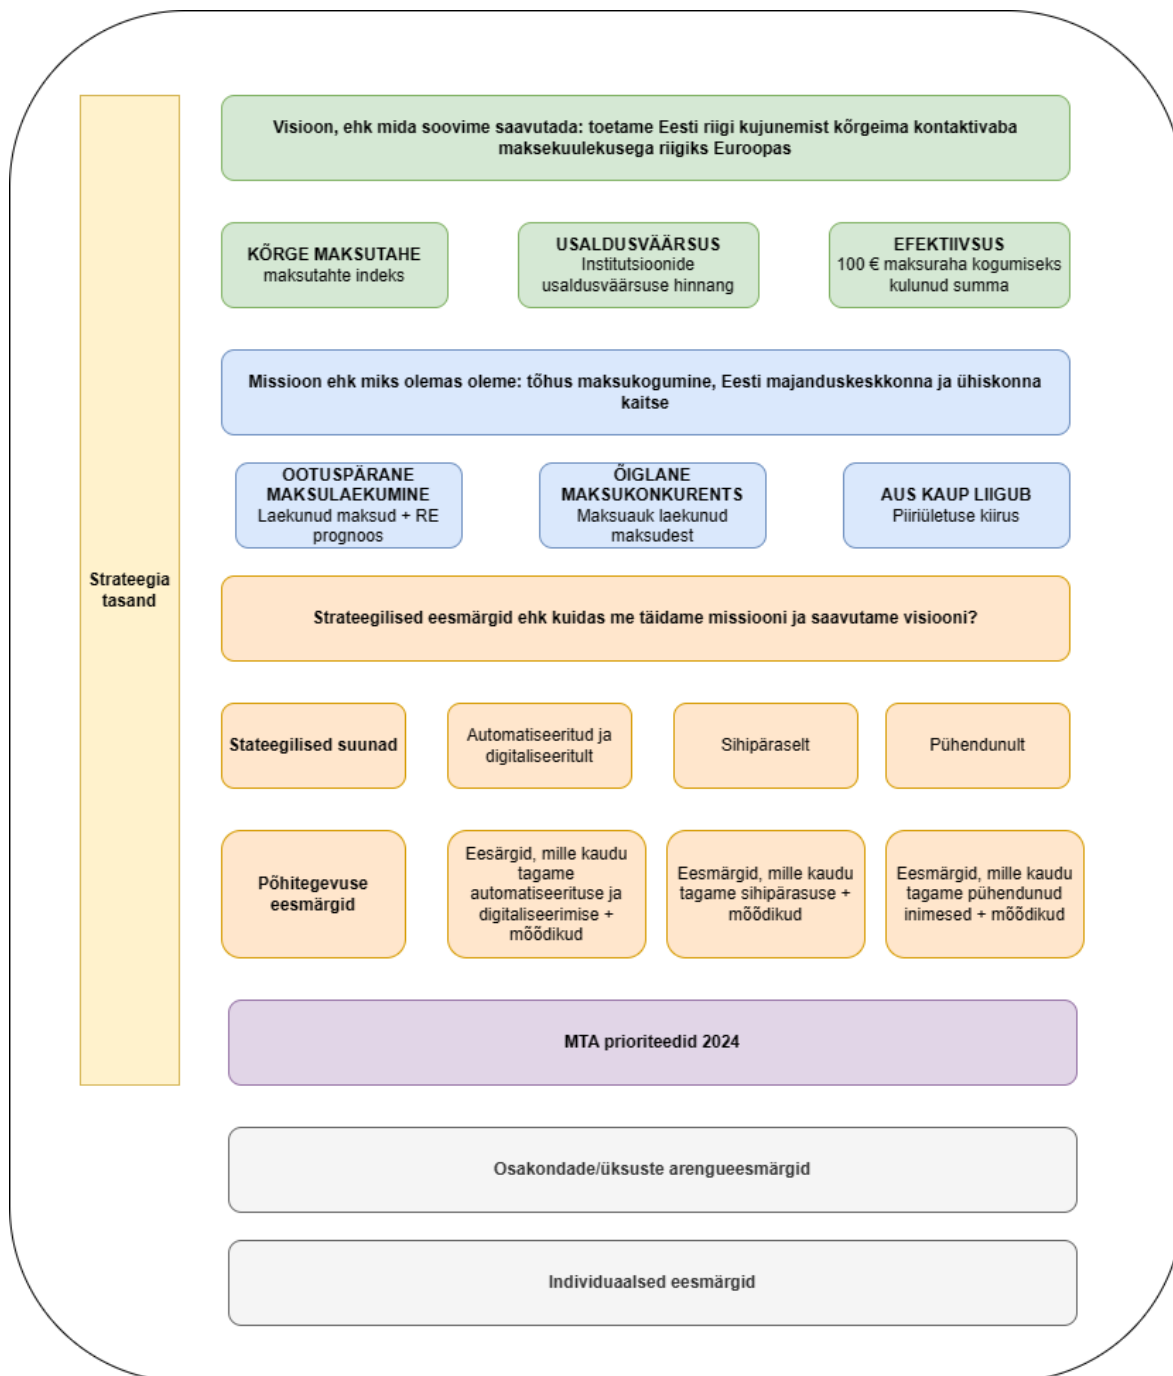 Visioon, ehk mida soovime saavutada: toetame Eesti riigi kujunemist kõrgeima kontaktivaba
maksekuulekusega riigiks Euroopas
KÕRGE MAKSUTAHE
maksutahte indeks
USALDUSVÄÄRSUS
Institutsioonide
usaldusväärsuse hinnang
EFEKTIIVSUS
100 € maksuraha kogumiseks
kulunud summa
Missioon ehk miks olemas oleme: tõhus maksukogumine, Eesti majanduskeskkonna ja ühiskonna
kaitse
OOTUSPÄRANE
MAKSULAEKUMINE
Laekunud maksud + RE
prognoos
ÕIGLANE
MAKSUKONKURENTS
Maksuauk laekunud
maksudest
AUS KAUP LIIGUB
Piiriületuse kiirus
Strateegia
tasand
Strateegilised eesmärgid ehk kuidas me täidame missiooni ja saavutame visiooni?
Stateegilised suunad
Automatiseeritud ja
digitaliseeritult
Sihipäraselt
Pühendunult
Põhitegevuse
eesmärgid
Eesärgid, mille kaudu
tagame
automatiseerituse ja
digitaliseerimise +
mõõdikud
Eesmärgid, mille kaudu
tagame sihipärasuse +
mõõdikud
Eesmärgid, mille kaudu
tagame pühendunud
inimesed + mõõdikud
MTA prioriteedid 2024
Osakondade/üksuste arengueesmärgid
Individuaalsed eesmärgid